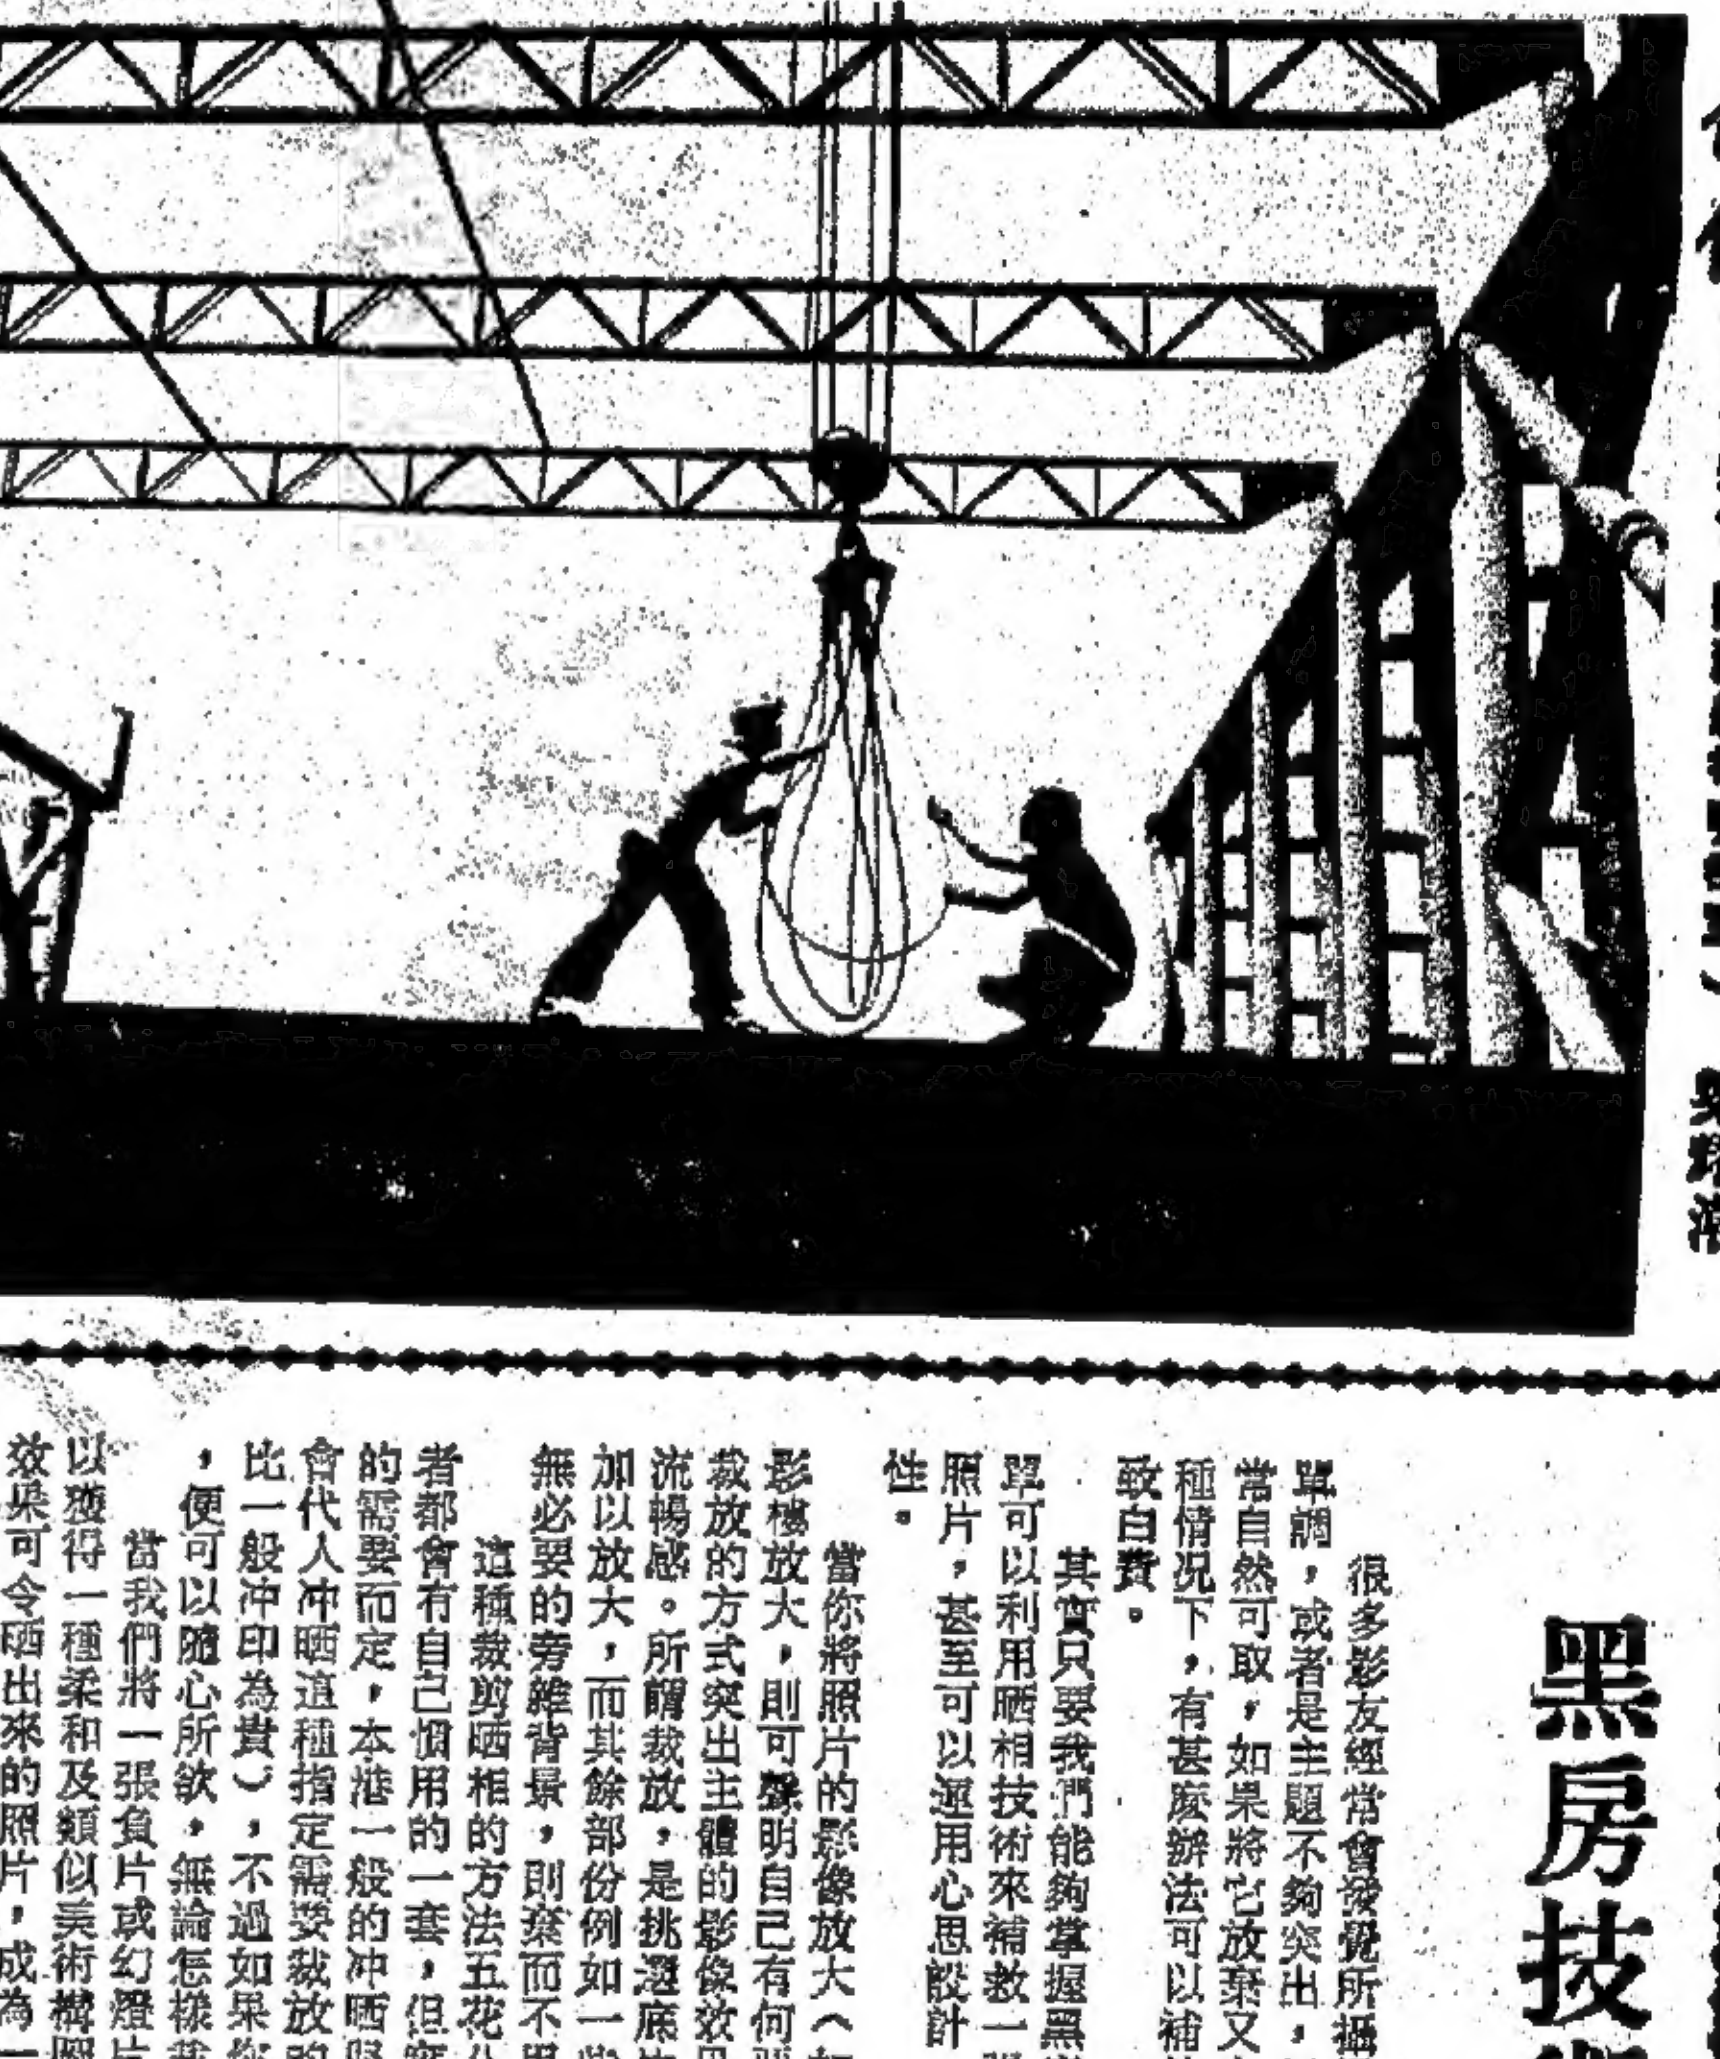 黑房技
很多影友經常會發覺所攝
單調，或者是主題不夠突出，
當自然可取，如果將它放棄又
種情況下，有甚麽辦法可以補
致白費。
其實只要我們能夠掌握黑
單可以利用晒相技術來補救一
照片，甚至可以運用心思設計
性。
當你將照片的影像放大（
影樓放大，則可聲明自己有何
裁放的方式突出主體的影像效果
流暢感。所謂裁放，是挑選底
加以放大，而其餘部份例如一些
無必要的旁雜背景，則棄而不
這種裁剪晒相的方法五花
者都會有自己慣用的一套，但
的需要而定，本港一般的冲晒
會代人冲晒這種指定需要裁放的
比一般冲印為貴），不過如果你
，便可以隨心所欲，無論怎樣裁
當我們將一張負片或幻燈片
以獲得一種柔和及類似美術構圖
效果可令晒出來的照片，成為一